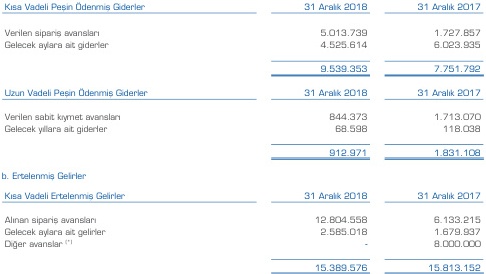 Kısa Vadeli Peşin Ödenmiş Giderler 31 Aralık 2018 31 Aralık 2017
Verilen sipariş avansları 5.013.739 1.727.857
Gelecek aylara ait giderler 4.525.614 6.023.935
9.539.353 7.751.792
Uzun Vadeli Peşin Ödenmiş Giderler 31 Aralık 2018 31 Aralık 2017
Verilen sabit kıymet avansları 844.373 1.713.070
Gelecek yıllara ait giderler 68.598 118.038
912.971 1.831.108
b. Ertelenmiş Gelirler
Kısa Vadeli Ertelenmiş Gelirler 31 Aralık 2018 31 Aralık 2017
Alınan sipariş avansları 12.804.558 6.133.215
Gelecek aylara ait gelirler 2.585.018 1.679.937
Diğer avanslar (*) - 8.000.000
15.389.576 15.813.152